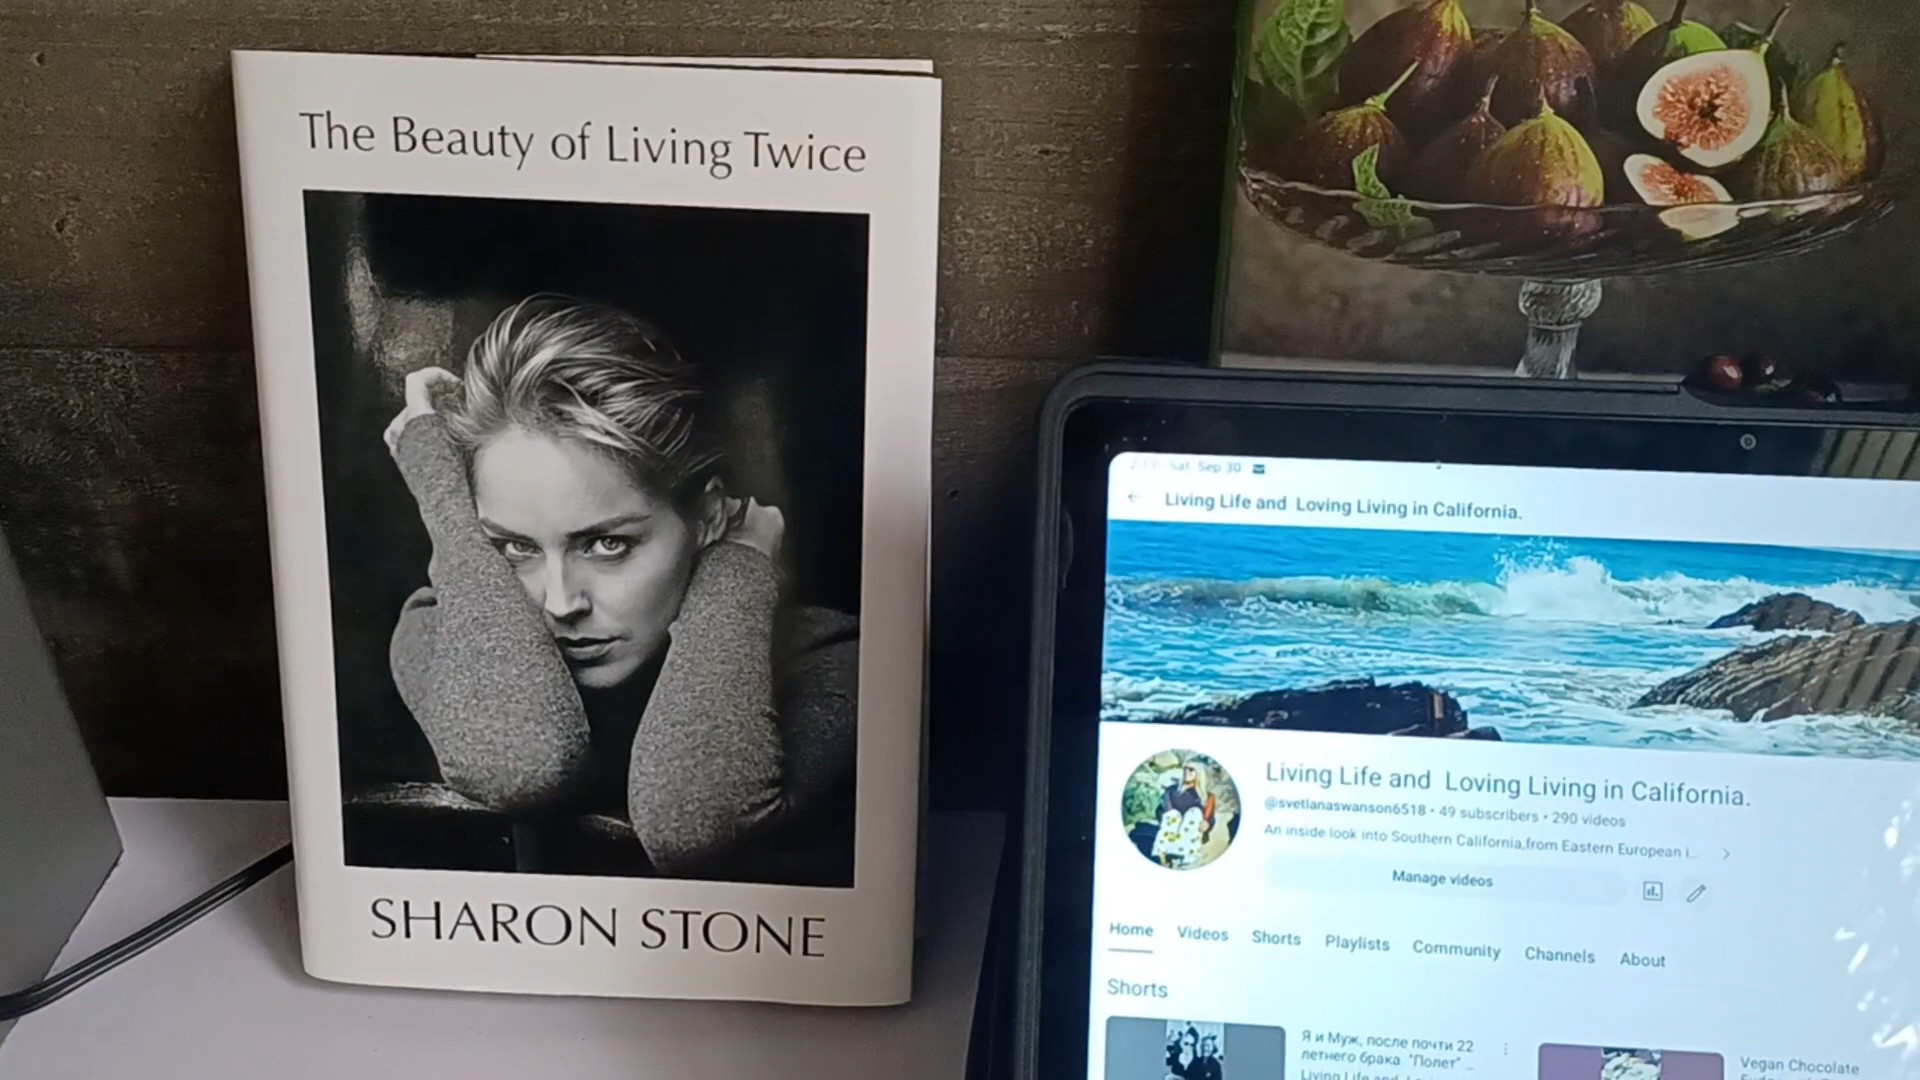 The Beauty of Living Twice
SHARON STONE
Sat, Sep 30
Living Life and Loving Living in California.
Living Life and Loving Living in California.
@svetlanaswanson6518 • 49 subscribers • 290 videos
An inside look into Southern California,from Eastern European i...
Manage videos
Home Videos Shorts Playlists Community Channels About
Shorts
Я и Муж, после почти 22
летнего брака. "Полет" ...
Living Life and
Vegan Chocolate